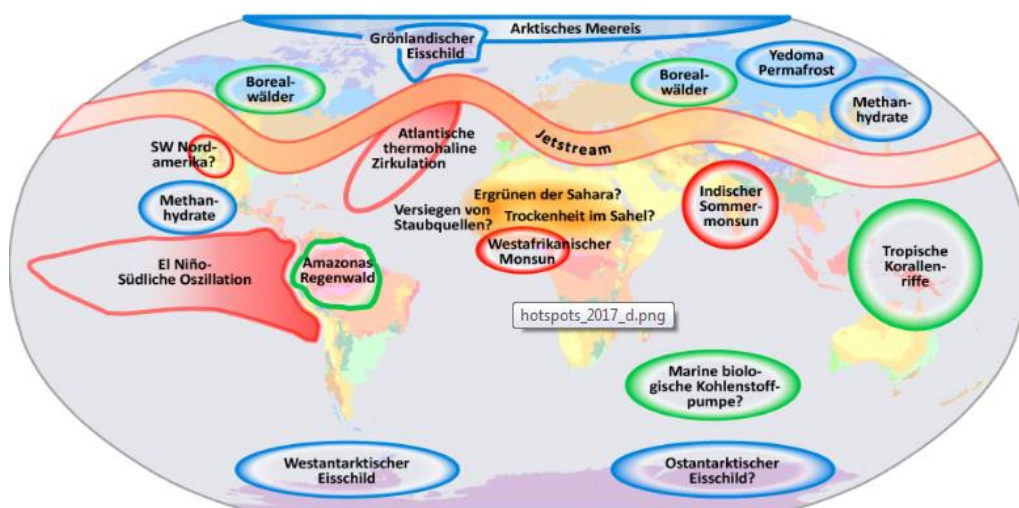 Arktisches Meereis
Grönlandischer
Eisschild
Yedoma
Permafrost
Boreal-
wälder
Boreal-
wälder
Methan-
hydrate
Jetstream
Atlantische
thermohaline
Zirkulation
SW Nord-
amerika?
Methan-
hydrate
Ergrünen der Sahara?
Versiegen von
Staubquellen?
Trockenheit im Sahel?
Indischer
Sommer-
monsun
Westafrikanischer
Monsun
El Niño-
Südliche Oszillation
Amazonas
Regenwald
Tropische
Korallen-
riffe
hotspots_2017_d.png
Marine biolo-
gische Kohlenstoff-
pumpe?
Westantarktischer
Eisschild
Ostantarktischer
Eisschild?